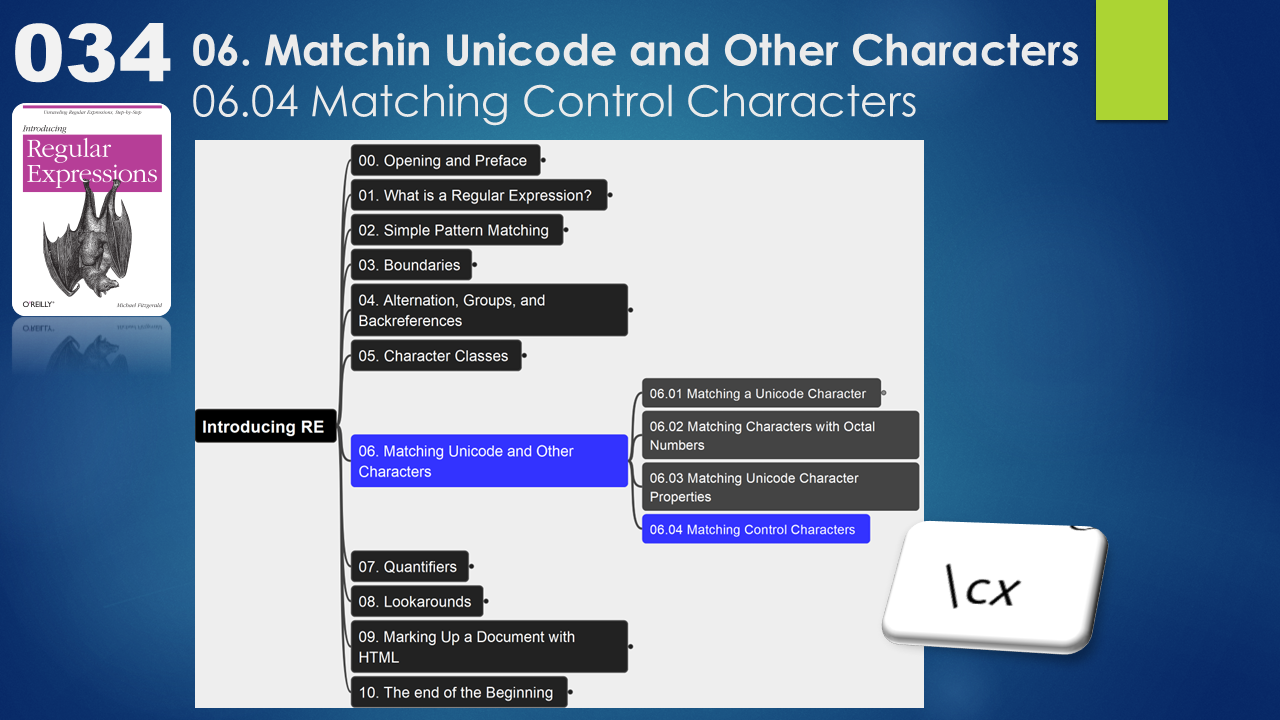 034
06. Matchin Unicode and Other Characters
06.04 Matching Control Characters
Unraveling Regular Expressions, Step-by-Step
Introducing
Regular
Expressions
O'REILLY®
Michael Fitzgerald
Introducing RE
00. Opening and Preface
01. What is a Regular Expression?
02. Simple Pattern Matching
03. Boundaries
04. Alternation, Groups, and
Backreferences
05. Character Classes
06. Matching Unicode and Other
Characters
06.01 Matching a Unicode Character
06.02 Matching Characters with Octal
Numbers
06.03 Matching Unicode Character
Properties
06.04 Matching Control Characters
07. Quantifiers
08. Lookarounds
09. Marking Up a Document with
HTML
10. The end of the Beginning
\cx